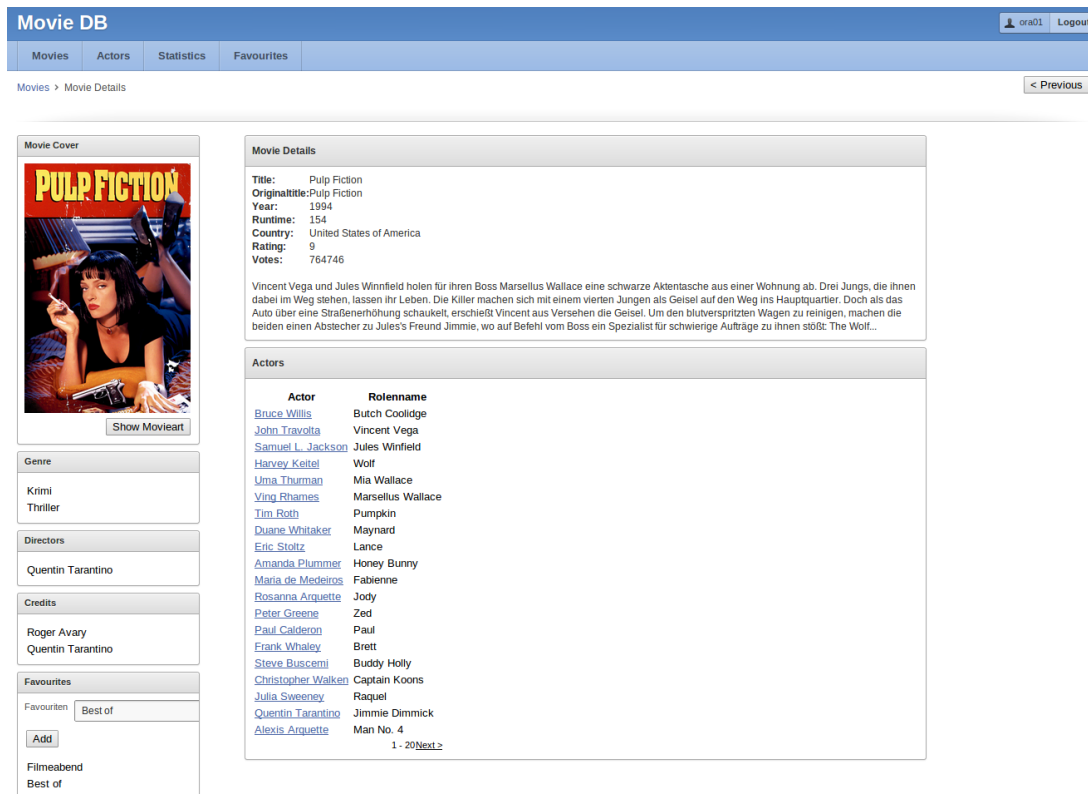 Movie DB
ora01 Logout
Movies Actors Statistics Favourites
Movies > Movie Details
< Previous
Movie Cover
PULP FICTION
Show Movieart
Genre
Krimi
Thriller
Directors
Quentin Tarantino
Credits
Roger Avary
Quentin Tarantino
Favourites
Favouriten Best of
Add
Filmeabend
Best of
Movie Details
Title: Pulp Fiction
Originaltitle:Pulp Fiction
Year: 1994
Runtime: 154
Country: United States of America
Rating: 9
Votes: 764746
Vincent Vega und Jules Winnfield holen für ihren Boss Marsellus Wallace eine schwarze Aktentasche aus einer Wohnung ab. Drei Jungs, die ihnen
dabei im Weg stehen, lassen ihr Leben. Die Killer machen sich mit einem vierten Jungen als Geisel auf den Weg ins Hauptquartier. Doch als das
Auto über eine Straßenerhöhung schaukelt, erschießt Vincent aus Versehen die Geisel. Um den blutverspritzten Wagen zu reinigen, machen die
beiden einen Abstecher zu Jules's Freund Jimmie, wo auf Befehl vom Boss ein Spezialist für schwierige Aufträge zu ihnen stößt: The Wolf...
Actors
Actor Rolenname
Bruce Willis Butch Coolidge
John Travolta Vincent Vega
Samuel L. Jackson Jules Winfield
Harvey Keitel Wolf
Uma Thurman Mia Wallace
Ving Rhames Marsellus Wallace
Tim Roth Pumpkin
Duane Whitaker Maynard
Eric Stoltz Lance
Amanda Plummer Honey Bunny
Maria de Medeiros Fabienne
Rosanna Arquette Jody
Peter Greene Zed
Paul Calderon Paul
Frank Whaley Brett
Steve Buscemi Buddy Holly
Christopher Walken Captain Koons
Julia Sweeney Raquel
Quentin Tarantino Jimmie Dimmick
Alexis Arquette Man No. 4
1 - 20 Next >